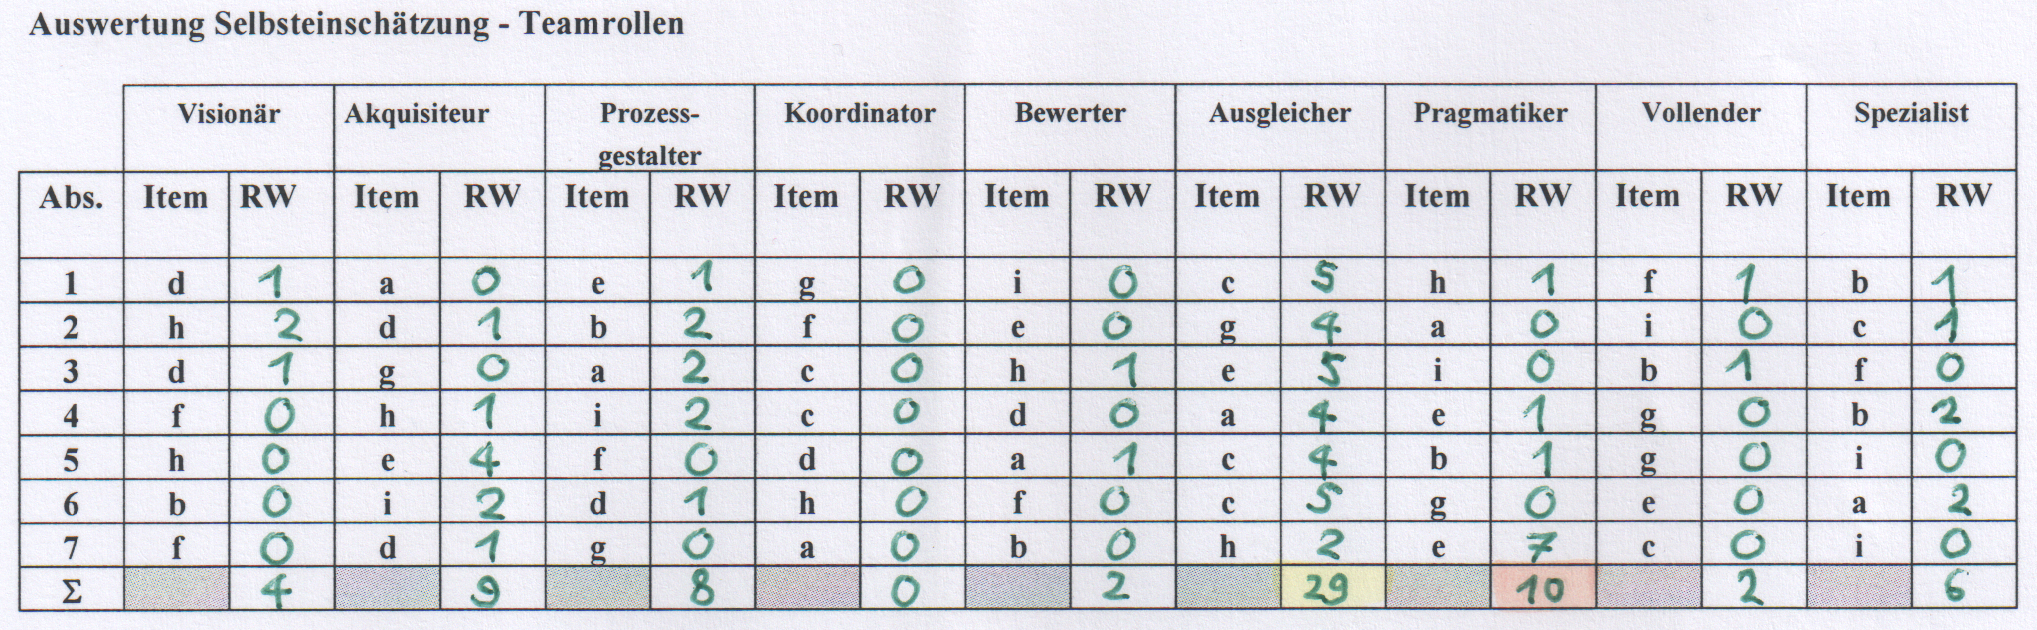 Auswertung Selbsteinschätzung - Teamrollen
Visionär Akquisiteur Prozess- Koordinator Bewerter Ausgleicher Pragmatiker Vollender Spezialist
gestalter
Abs. Item RW Item RW Item RW Item RW Item RW Item RW Item RW Item RW Item RW
1 d 1 a 0 e 1 g 0 i 0 c 5 h 1 f 1 b 1
2 h 2 d 1 b 2 f 0 e 0 g 4 a 0 i 0 c 1
3 d 1 g 0 a 2 c 0 h 1 e 5 i 0 b 1 f 0
4 f 0 h 1 i 2 c 0 d 0 a 4 e 1 g 0 b 2
5 h 0 e 4 f 0 d 0 a 1 c 4 b 1 g 0 i 0
6 b 0 i 2 d 1 h 0 f 0 c 5 g 0 e 0 a 2
7 f 0 d 1 g 0 a 0 b 0 h 2 e 7 c 0 i 0
Σ 4 9 8 0 2 29 10 2 6